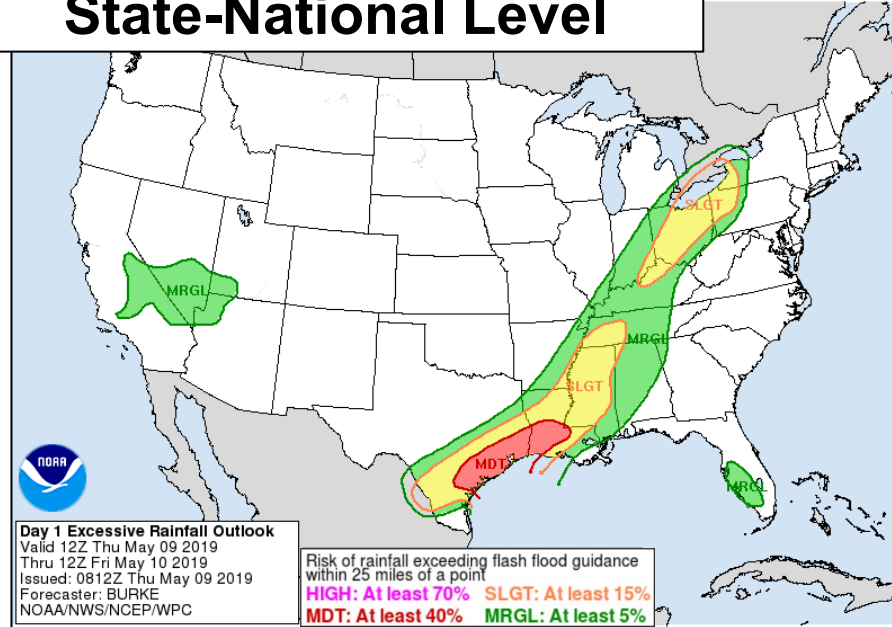 State-National Level
SLGT
MRGL
MRGL
SLGT
MDT
MRGL
NOAA
Day 1 Excessive Rainfall Outlook
Valid 12Z Thu May 09 2019
Thru 12Z Fri May 10 2019
Issued: 0812Z Thu May 09 2019
Forecaster: BURKE
NOAA/NWS/NCEP/WPC
Risk of rainfall exceeding flash flood guidance
within 25 miles of a point
HIGH: At least 70% SLGT: At least 15%
MDT: At least 40% MRGL: At least 5%